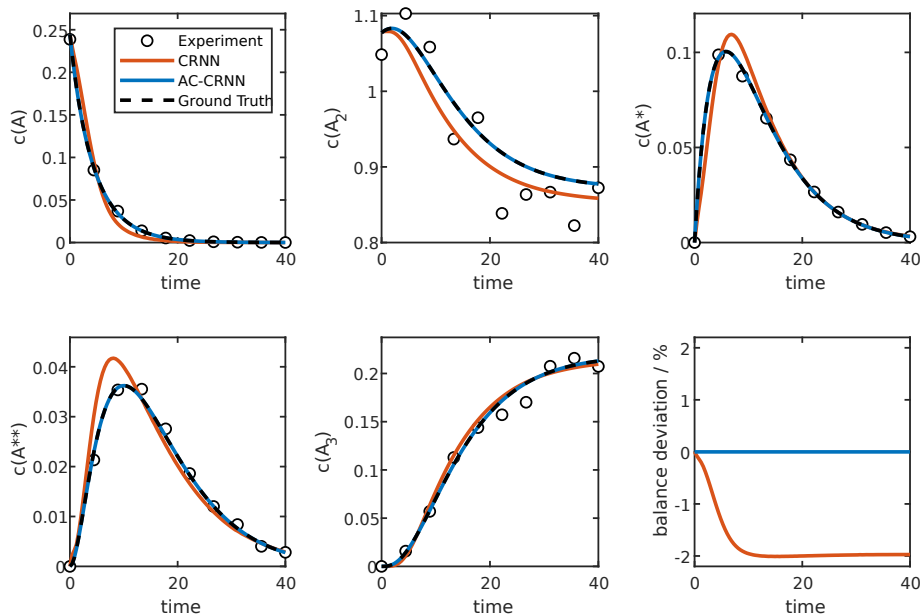 c(A)
0.25
0.2
0.15
0.1
0.05
0
0
20
40
time
Experiment
CRNN
AC-CRNN
Ground Truth
c(A2)
1.1
1
0.9
0.8
0
20
40
time
c(A*)
0.1
0.05
0
0
20
40
time
c(A**)
0.04
0.03
0.02
0.01
0
0
20
40
time
c(A3)
0.2
0.15
0.1
0.05
0
0
20
40
time
balance deviation / %
2
1
0
-1
-2
0
20
40
time